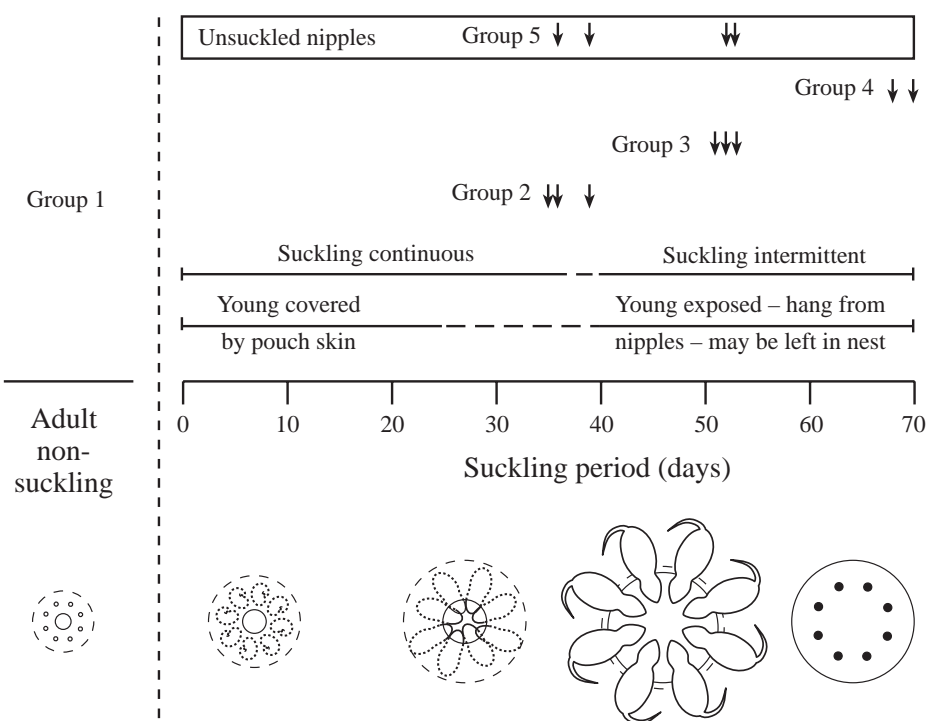 Unsuckled nipples Group 5
Group 4
Group 3
Group 2
Group 1
Suckling continuous Suckling intermittent
Young covered Young exposed – hang from
by pouch skin nipples – may be left in nest
Adult
non-
suckling
0 10 20 30 40 50 60 70
Suckling period (days)